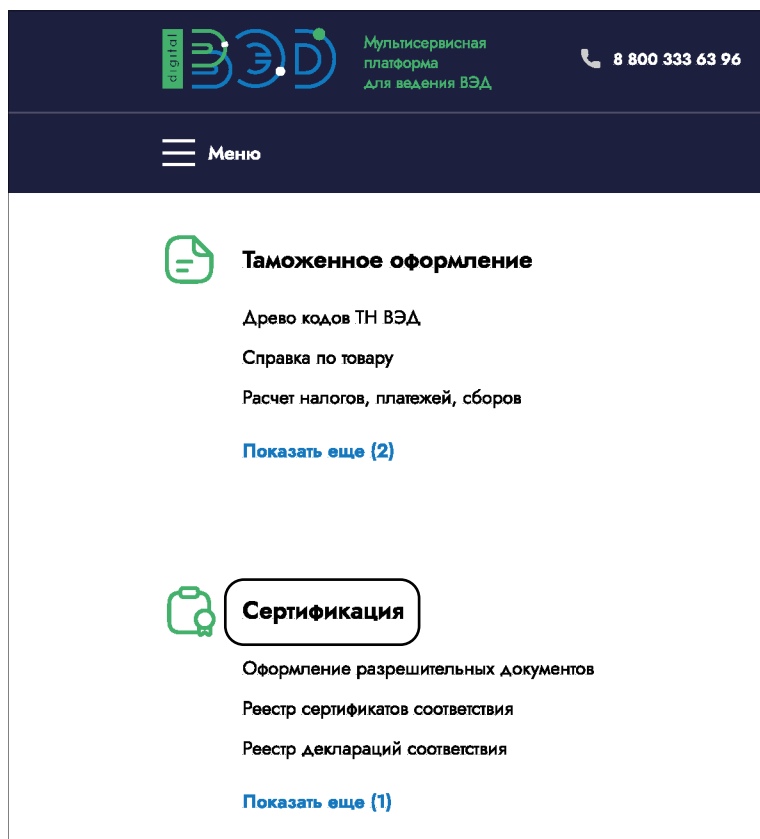 digital ВЭД
Мультисервисная
платформа
для ведения ВЭД
8 800 333 63 96
Меню
Таможенное оформление
Древо кодов ТН ВЭД
Справка по товару
Расчет налогов, платежей, сборов
Показать еще (2)
Сертификация
Оформление разрешительных документов
Реестр сертификатов соответствия
Реестр деклараций соответствия
Показать еще (1)